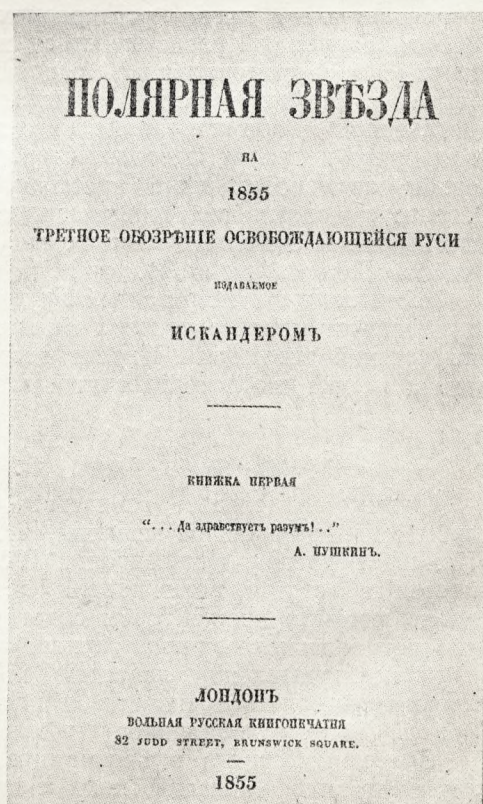 ПОЛЯРНАЯ ЗВѢЗДА
НА
1855
ТРЕТНОЕ ОБОЗРѢНІЕ ОСВОБОЖДАЮЩЕЙСЯ РУСИ
ИЗДАВАЕМОЕ
ИСКАНДЕРОМЪ
КНИЖКА ПЕРВАЯ
“. . . Да здравствуетъ разумъ! . .”
А. ПУШКИНЪ.
ЛОНДОНЪ
ВОЛЬНАЯ РУССКАЯ КНИГОПЕЧАТНЯ
82 JUDD STREET, BRUNSWICK SQUARE.
1855